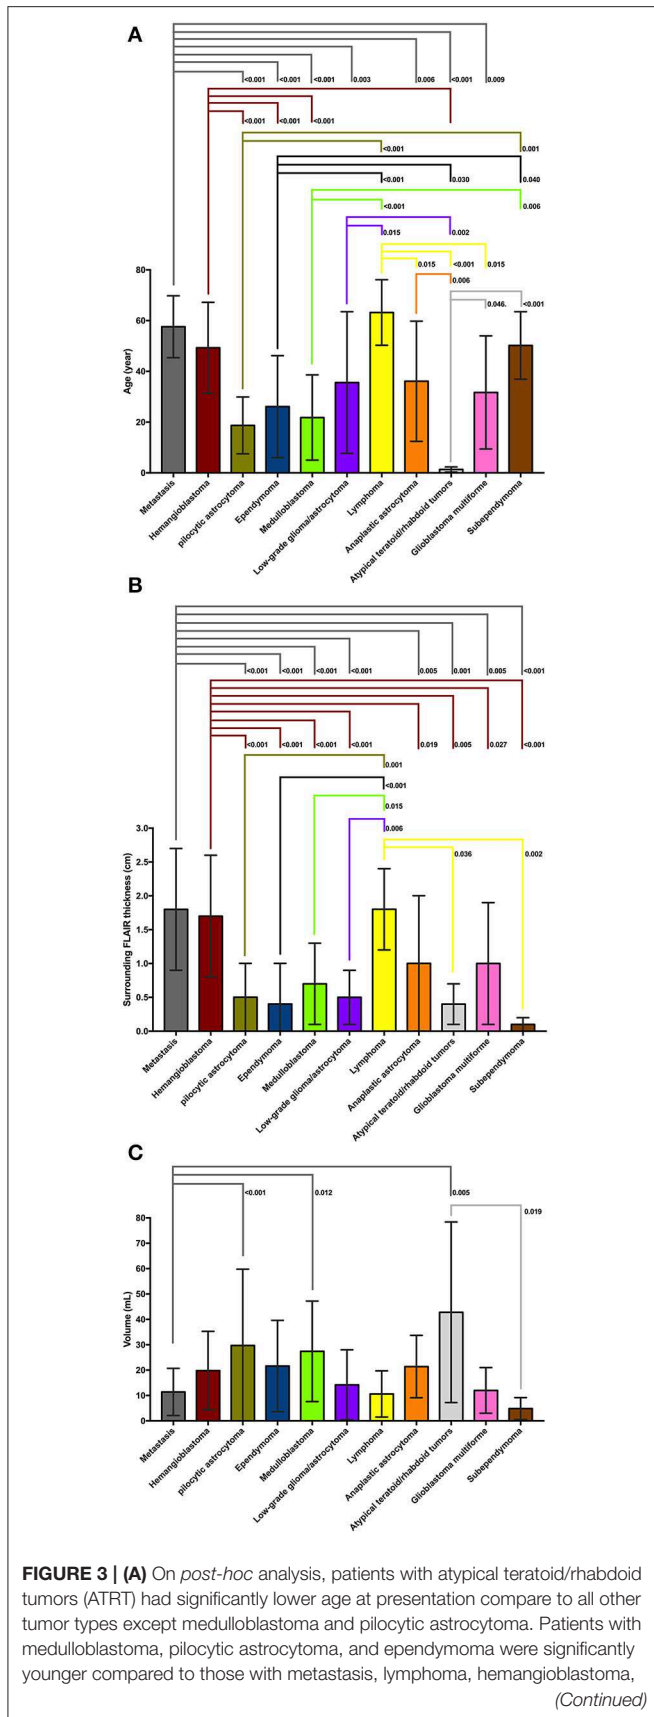 A
<0.001 <0.001 <0.001 0.003 0.006 <0.001 0.009
<0.001 <0.001 <0.001
<0.001 0.001
<0.001 0.030 0.040
<0.001 0.006
0.015 0.002
0.015 <0.001 0.015
0.006
0.046. <0.001
80
60
40
20
0
Age (year)
Metastasis
Hemangioblastoma
pilocytic astrocytoma
Ependymoma
Medulloblastoma
Low-grade glioma/astrocytoma
Lymphoma
Anaplastic astrocytoma
Atypical teratoid/rhabdoid tumors
Glioblastoma multiforme
Subependymoma
B
<0.001 <0.001 <0.001 <0.001 0.005 0.001 0.005 <0.001
<0.001 <0.001 <0.001 <0.001 0.019 0.005 0.027 <0.001
0.001
<0.001
0.015
0.006
0.036 0.002
3.0
2.5
2.0
1.5
1.0
0.5
0.0
Surrounding FLAIR thickness (cm)
Metastasis
Hemangioblastoma
pilocytic astrocytoma
Ependymoma
Medulloblastoma
Low-grade glioma/astrocytoma
Lymphoma
Anaplastic astrocytoma
Atypical teratoid/rhabdoid tumors
Glioblastoma multiforme
Subependymoma
C
<0.001 0.012 0.005
0.019
80
70
60
50
40
30
20
10
0
Volume (mL)
Metastasis
Hemangioblastoma
pilocytic astrocytoma
Ependymoma
Medulloblastoma
Low-grade glioma/astrocytoma
Lymphoma
Anaplastic astrocytoma
Atypical teratoid/rhabdoid tumors
Glioblastoma multiforme
Subependymoma
FIGURE 3 | (A) On post-hoc analysis, patients with atypical teratoid/rhabdoid
tumors (ATRT) had significantly lower age at presentation compare to all other
tumor types except medulloblastoma and pilocytic astrocytoma. Patients with
medulloblastoma, pilocytic astrocytoma, and ependymoma were significantly
younger compared to those with metastasis, lymphoma, hemangioblastoma,
(Continued)